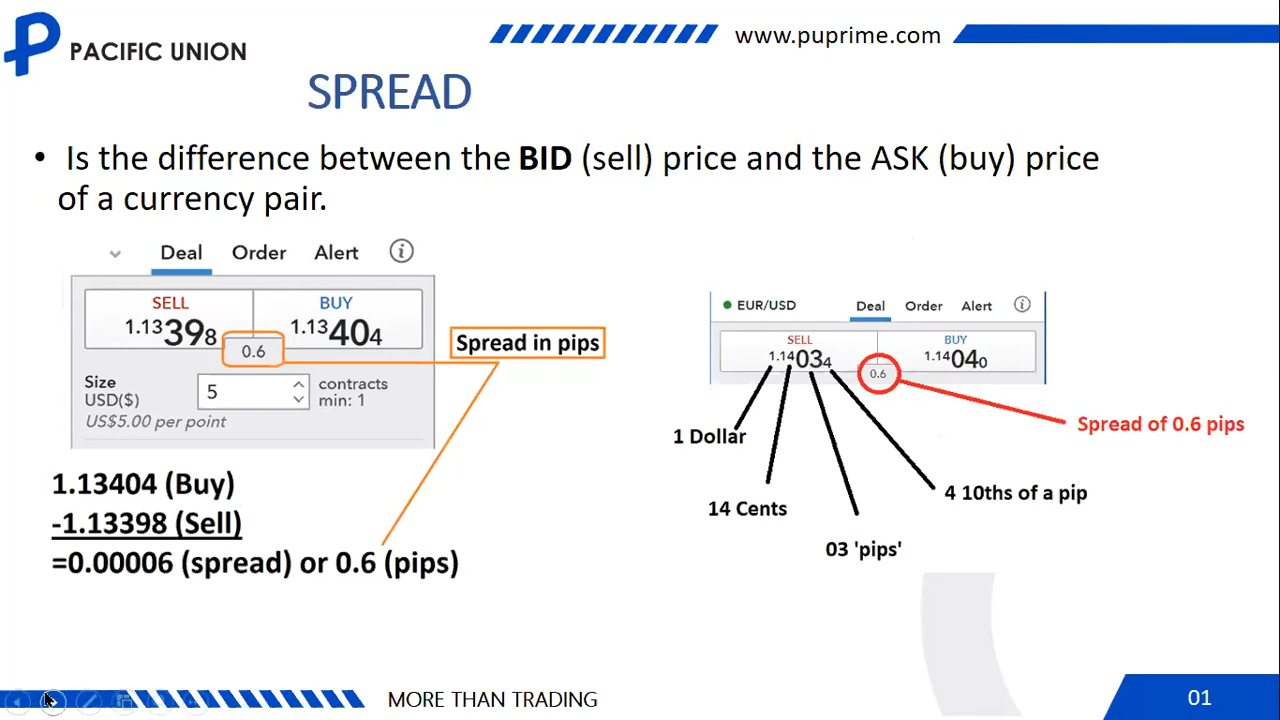 PACIFIC UNION
www.puprime.com
SPREAD
• Is the difference between the BID (sell) price and the ASK (buy) price
of a currency pair.
Deal Order Alert
SELL BUY
1.13398 1.13404
0.6
Spread in pips
Size
USD($)
5
contracts
min: 1
US$5.00 per point
1.13404 (Buy)
-1.13398 (Sell)
=0.00006 (spread) or 0.6 (pips)
EUR/USD Deal Order Alert
SELL BUY
1.14034 1.14040
0.6
Spread of 0.6 pips
1 Dollar
14 Cents
03 'pips'
4 10ths of a pip
MORE THAN TRADING
01